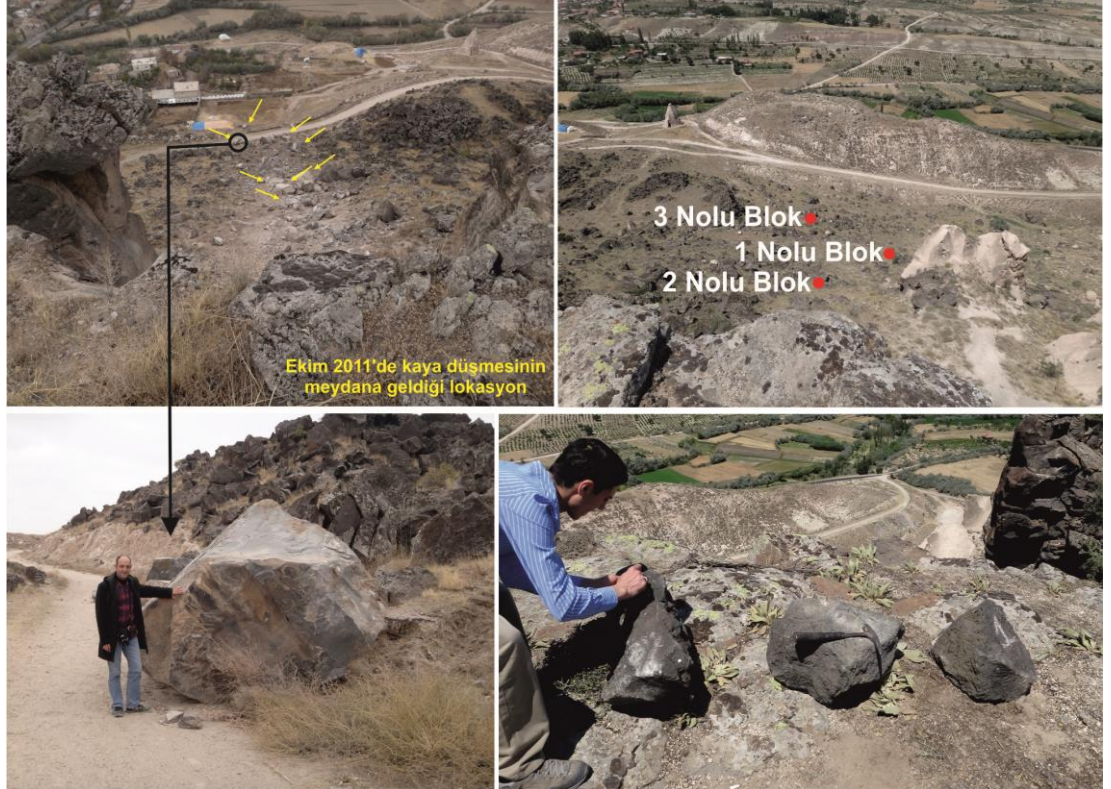 Ekim 2011'de kaya düşmesinin
meydana geldiği lokasyon
3 Nolu Blok
1 Nolu Blok
2 Nolu Blok